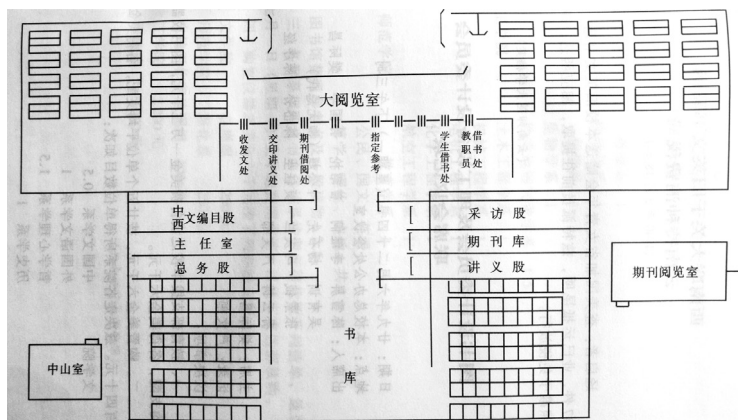 大阅览室
收发文处
交印讲义处
期刊借阅处
指定参考
学生借书处
教职员
借书处
中西文编目股
主任室
总务股
采访股
期刊库
讲义股
期刊阅览室
中山室
书库